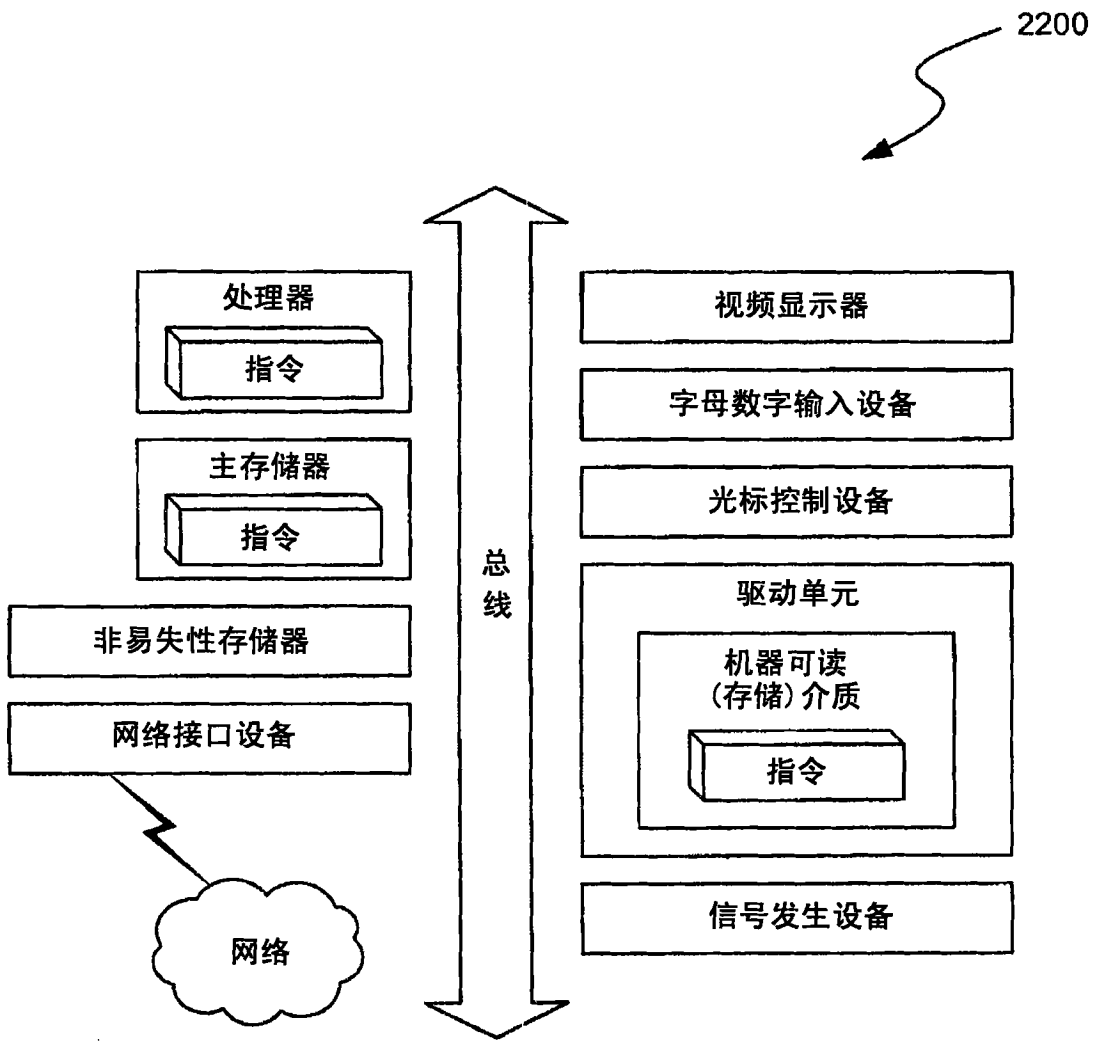 2200
处理器
指令
主存储器
指令
非易失性存储器
网络接口设备
网络
总
线
视频显示器
字母数字输入设备
光标控制设备
驱动单元
机器可读
(存储)介质
指令
信号发生设备